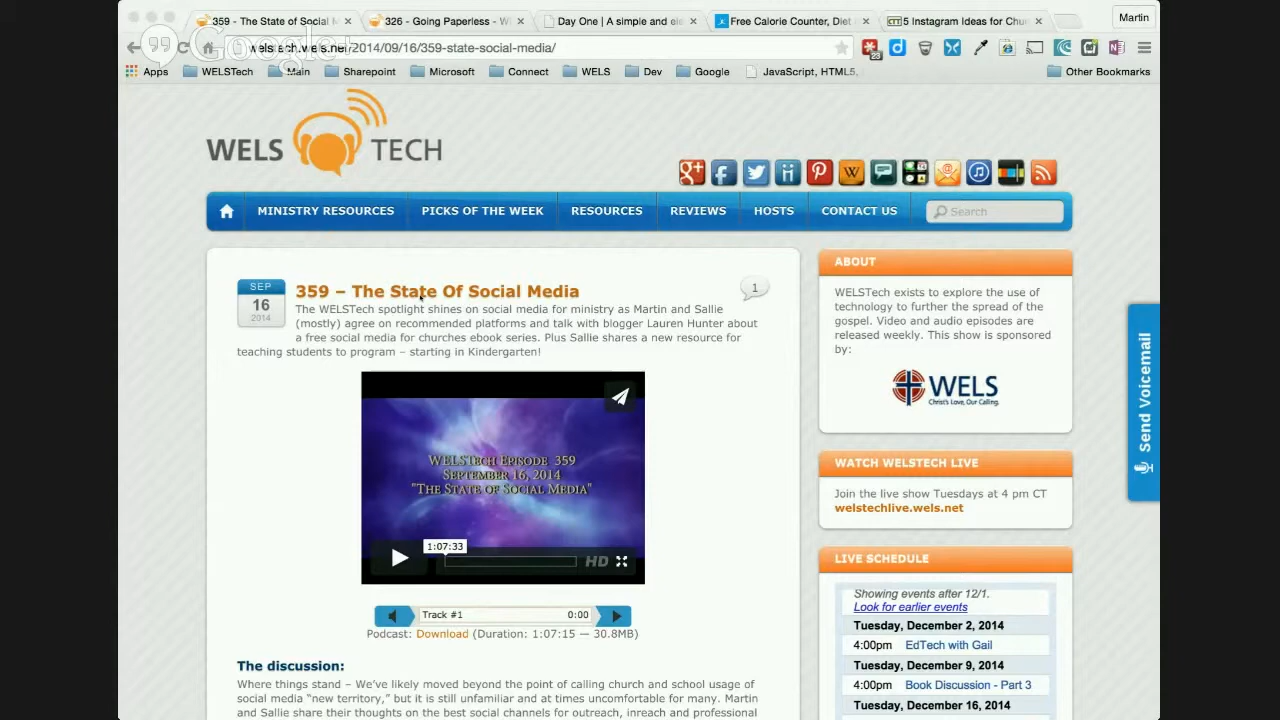 359 - The State of Social M
326 - Going Paperless - W
Day One | A simple and ele
Free Calorie Counter, Diet
5 Instagram Ideas for Chu
Martin
Google+
welstech.wels.net/2014/09/16/359-state-social-media/
Apps WELSTech Main Sharepoint Microsoft Connect WELS Dev Google JavaScript, HTML5, Other Bookmarks
WELS TECH
MINISTRY RESOURCES PICKS OF THE WEEK RESOURCES REVIEWS HOSTS CONTACT US Search
SEP
16
2014
359 – The State Of Social Media
1
The WELSTech spotlight shines on social media for ministry as Martin and Sallie
(mostly) agree on recommended platforms and talk with blogger Lauren Hunter about
a free social media for churches ebook series. Plus Sallie shares a new resource for
teaching students to program – starting in Kindergarten!
WELSTech Episode 359
September 16, 2014
"The State of Social Media"
1:07:33
HD
Track #1 0:00
Podcast: Download (Duration: 1:07:15 — 30.8MB)
The discussion:
Where things stand – We've likely moved beyond the point of calling church and school usage of
social media "new territory," but it is still unfamiliar and at times uncomfortable for many. Martin
and Sallie share their thoughts on the best social channels for outreach, inreach and professional
ABOUT
WELSTech exists to explore the use of
technology to further the spread of the
gospel. Video and audio episodes are
released weekly. This show is sponsored
by:
WELS
Christ's Love, Our Calling.
WATCH WELSTECH LIVE
Join the live show Tuesdays at 4 pm CT
welstechlive.wels.net
LIVE SCHEDULE
Showing events after 12/1.
Look for earlier events
Tuesday, December 2, 2014
4:00pm EdTech with Gail
Tuesday, December 9, 2014
4:00pm Book Discussion - Part 3
Tuesday, December 16, 2014
Send Voicemail